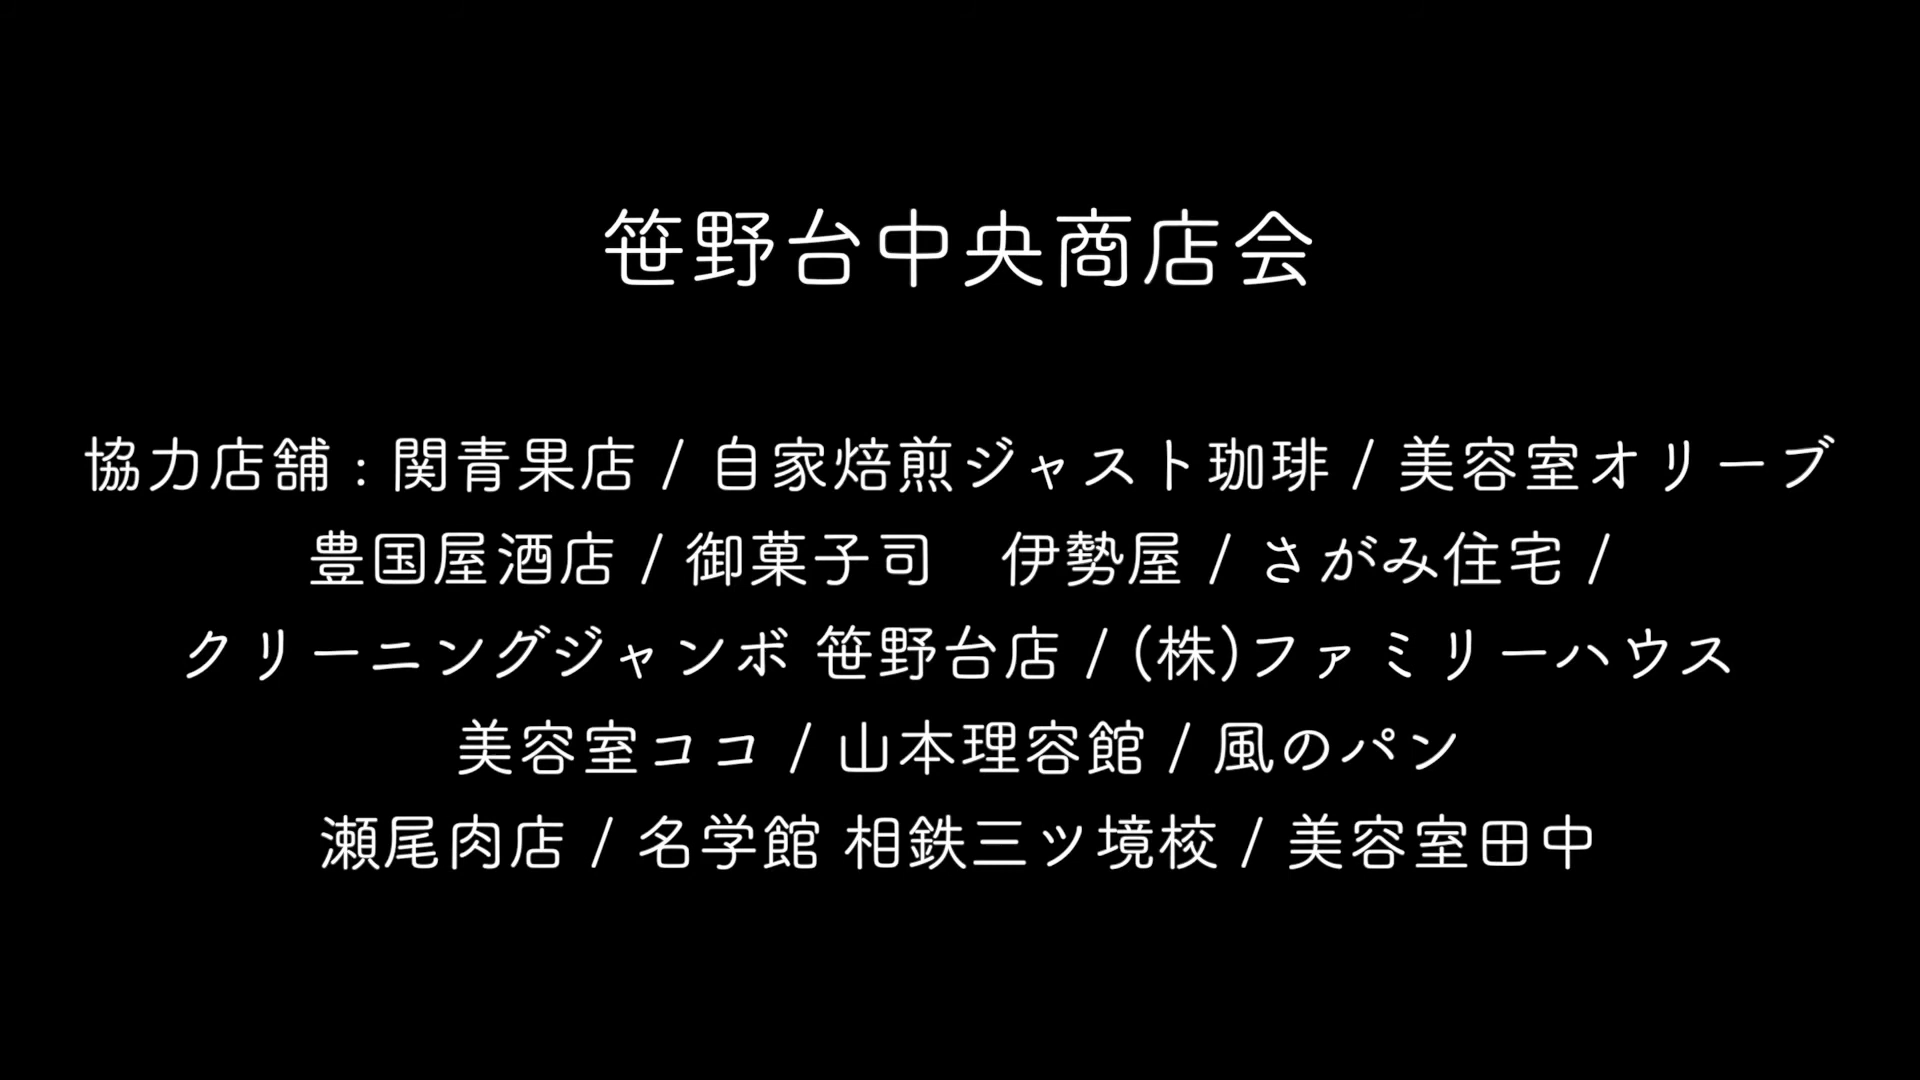 笹野台中央商店会
協力店舗 : 関青果店 / 自家焙煎ジャスト珈琲 / 美容室オリーブ
豊国屋酒店 / 御菓子司　伊勢屋 / さがみ住宅 /
クリーニングジャンボ 笹野台店 / (株)ファミリーハウス
美容室ココ / 山本理容館 / 風のパン
瀬尾肉店 / 名学館 相鉄三ツ境校 / 美容室田中